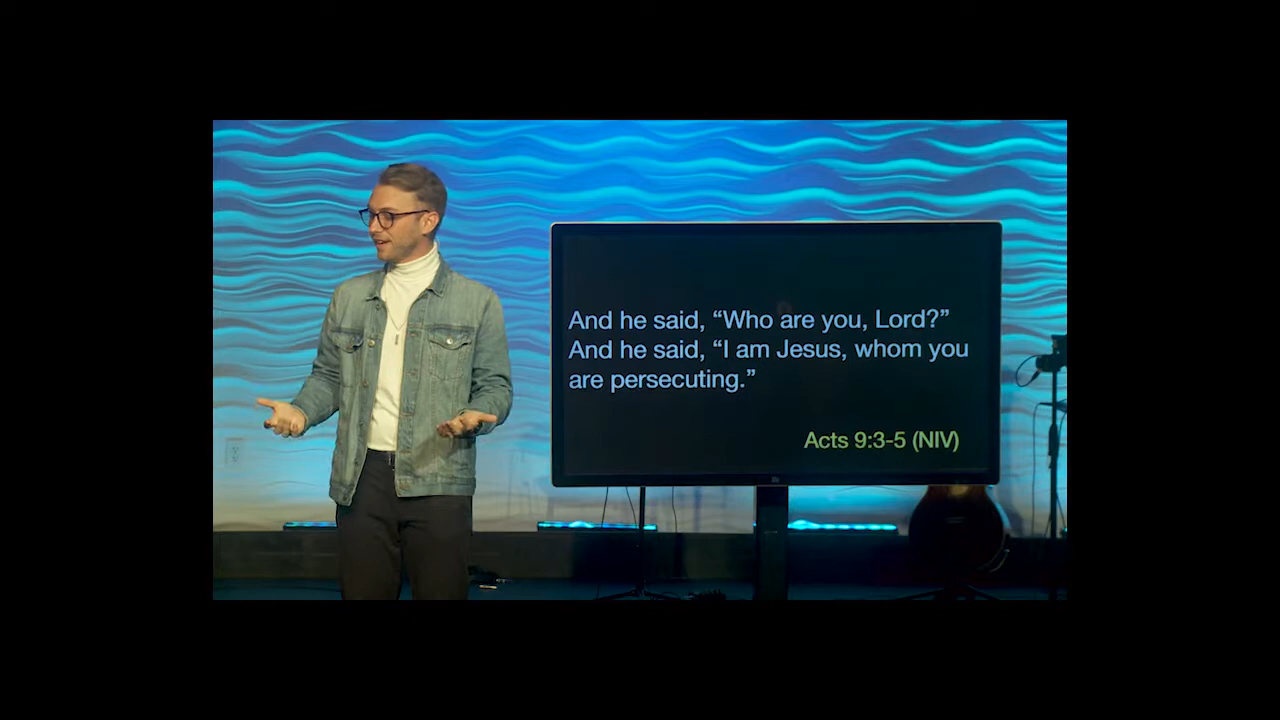 And he said, “Who are you, Lord?”
And he said, “I am Jesus, whom you
are persecuting.”
Acts 9:3-5 (NIV)